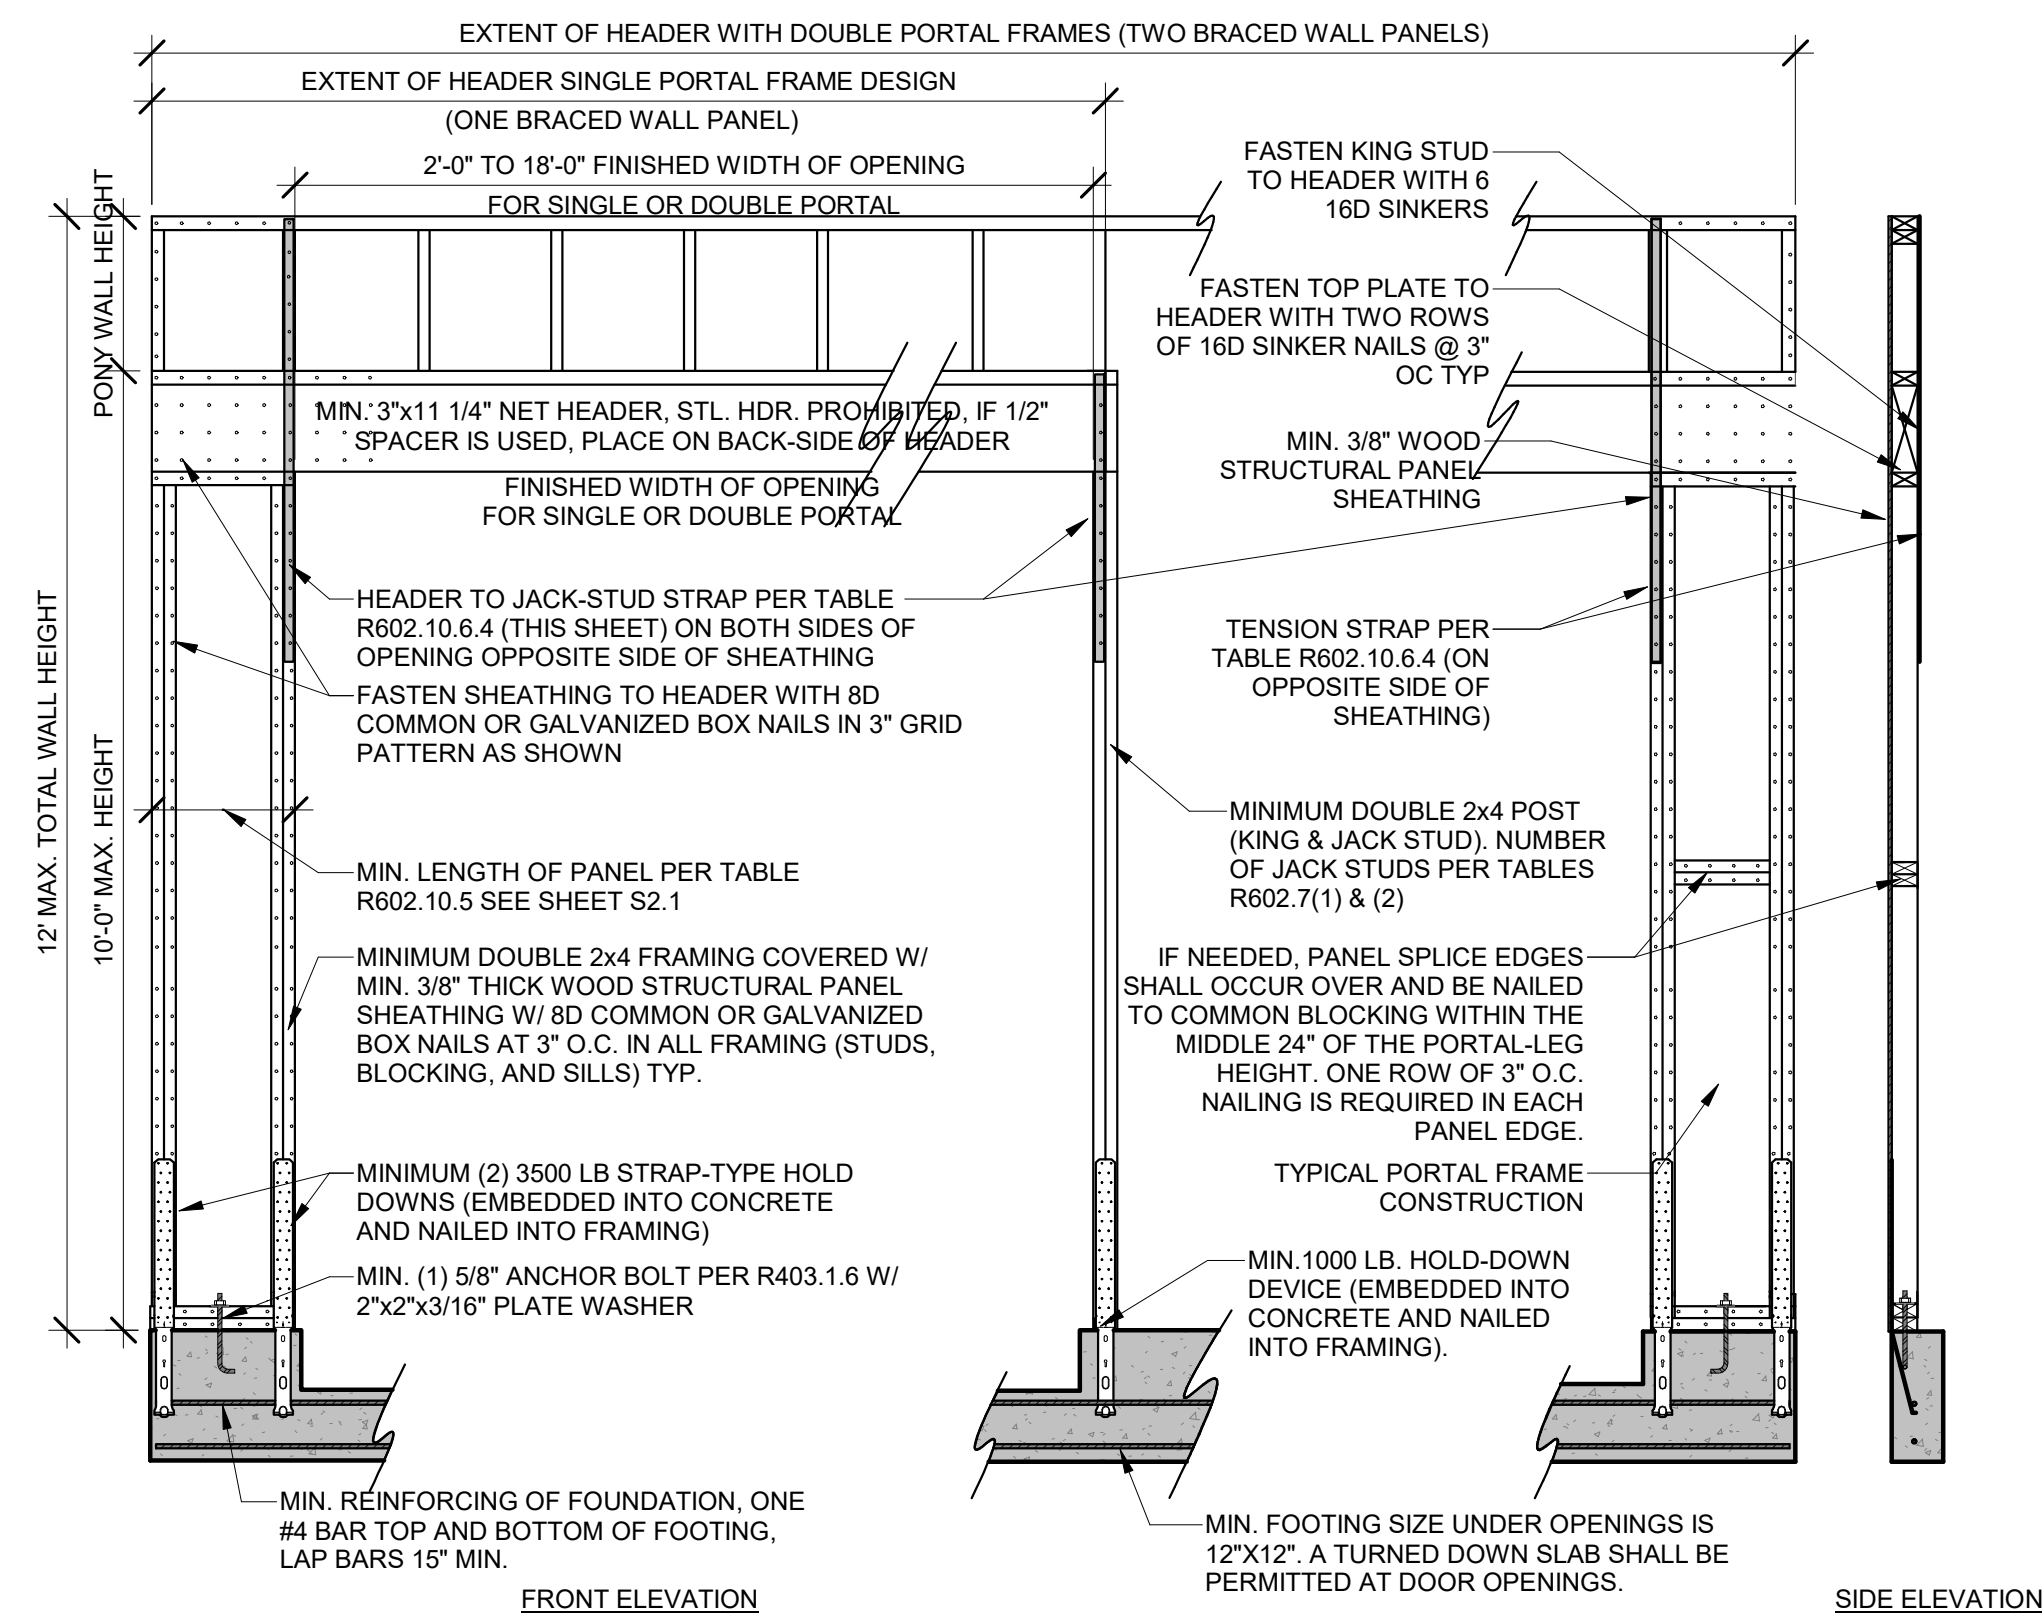 EXTENT OF HEADER WITH DOUBLE PORTAL FRAMES (TWO BRACED WALL PANELS)
EXTENT OF HEADER SINGLE PORTAL FRAME DESIGN
(ONE BRACED WALL PANEL)
2'-0" TO 18'-0" FINISHED WIDTH OF OPENING
FOR SINGLE OR DOUBLE PORTAL
FASTEN KING STUD
TO HEADER WITH 6
16D SINKERS
PONY WALL HEIGHT
12' MAX. TOTAL WALL HEIGHT
10'-0" MAX. HEIGHT
FASTEN TOP PLATE TO
HEADER WITH TWO ROWS
OF 16D SINKER NAILS @ 3"
OC TYP
MIN. 3"x11 1/4" NET HEADER, STL. HDR. PROHIBITED, IF 1/2"
SPACER IS USED, PLACE ON BACK-SIDE OF HEADER
MIN. 3/8" WOOD
STRUCTURAL PANEL
SHEATHING
FINISHED WIDTH OF OPENING
FOR SINGLE OR DOUBLE PORTAL
HEADER TO JACK-STUD STRAP PER TABLE
R602.10.6.4 (THIS SHEET) ON BOTH SIDES OF
OPENING OPPOSITE SIDE OF SHEATHING
TENSION STRAP PER
TABLE R602.10.6.4 (ON
OPPOSITE SIDE OF
SHEATHING)
FASTEN SHEATHING TO HEADER WITH 8D
COMMON OR GALVANIZED BOX NAILS IN 3" GRID
PATTERN AS SHOWN
MINIMUM DOUBLE 2x4 POST
(KING & JACK STUD). NUMBER
OF JACK STUDS PER TABLES
R602.7(1) & (2)
MIN. LENGTH OF PANEL PER TABLE
R602.10.5 SEE SHEET S2.1
MINIMUM DOUBLE 2x4 FRAMING COVERED W/
MIN. 3/8" THICK WOOD STRUCTURAL PANEL
SHEATHING W/ 8D COMMON OR GALVANIZED
BOX NAILS AT 3" O.C. IN ALL FRAMING (STUDS,
BLOCKING, AND SILLS) TYP.
IF NEEDED, PANEL SPLICE EDGES
SHALL OCCUR OVER AND BE NAILED
TO COMMON BLOCKING WITHIN THE
MIDDLE 24" OF THE PORTAL-LEG
HEIGHT. ONE ROW OF 3" O.C.
NAILING IS REQUIRED IN EACH
PANEL EDGE.
MINIMUM (2) 3500 LB STRAP-TYPE HOLD
DOWNS (EMBEDDED INTO CONCRETE
AND NAILED INTO FRAMING)
TYPICAL PORTAL FRAME
CONSTRUCTION
MIN. (1) 5/8" ANCHOR BOLT PER R403.1.6 W/
2"x2"x3/16" PLATE WASHER
MIN.1000 LB. HOLD-DOWN
DEVICE (EMBEDDED INTO
CONCRETE AND NAILED
INTO FRAMING).
MIN. REINFORCING OF FOUNDATION, ONE
#4 BAR TOP AND BOTTOM OF FOOTING,
LAP BARS 15" MIN.
MIN. FOOTING SIZE UNDER OPENINGS IS
12"X12". A TURNED DOWN SLAB SHALL BE
PERMITTED AT DOOR OPENINGS.
FRONT ELEVATION
SIDE ELEVATION